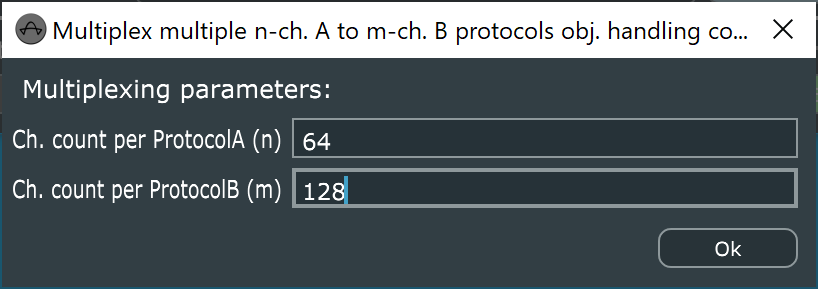 Multiplex multiple n-ch. A to m-ch. B protocols obj. handling co...
Multiplexing parameters:
Ch. count per ProtocolA (n) 64
Ch. count per ProtocolB (m) 128
Ok